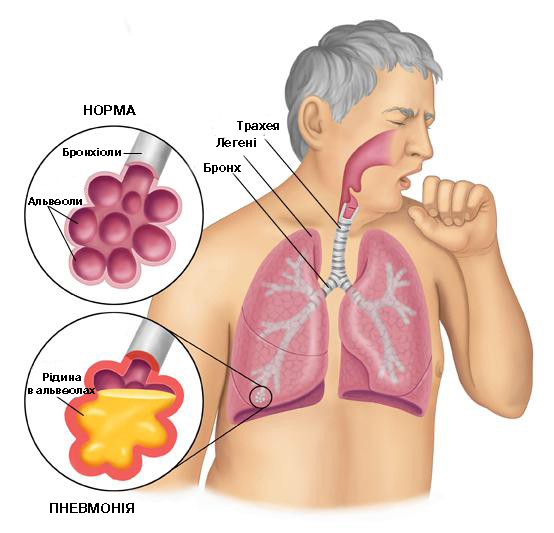 НОРМА
Бронхіоли
Альвеоли
Трахея
Легені
Бронх
Рідина
в альвеолах
ПНЕВМОНІЯ